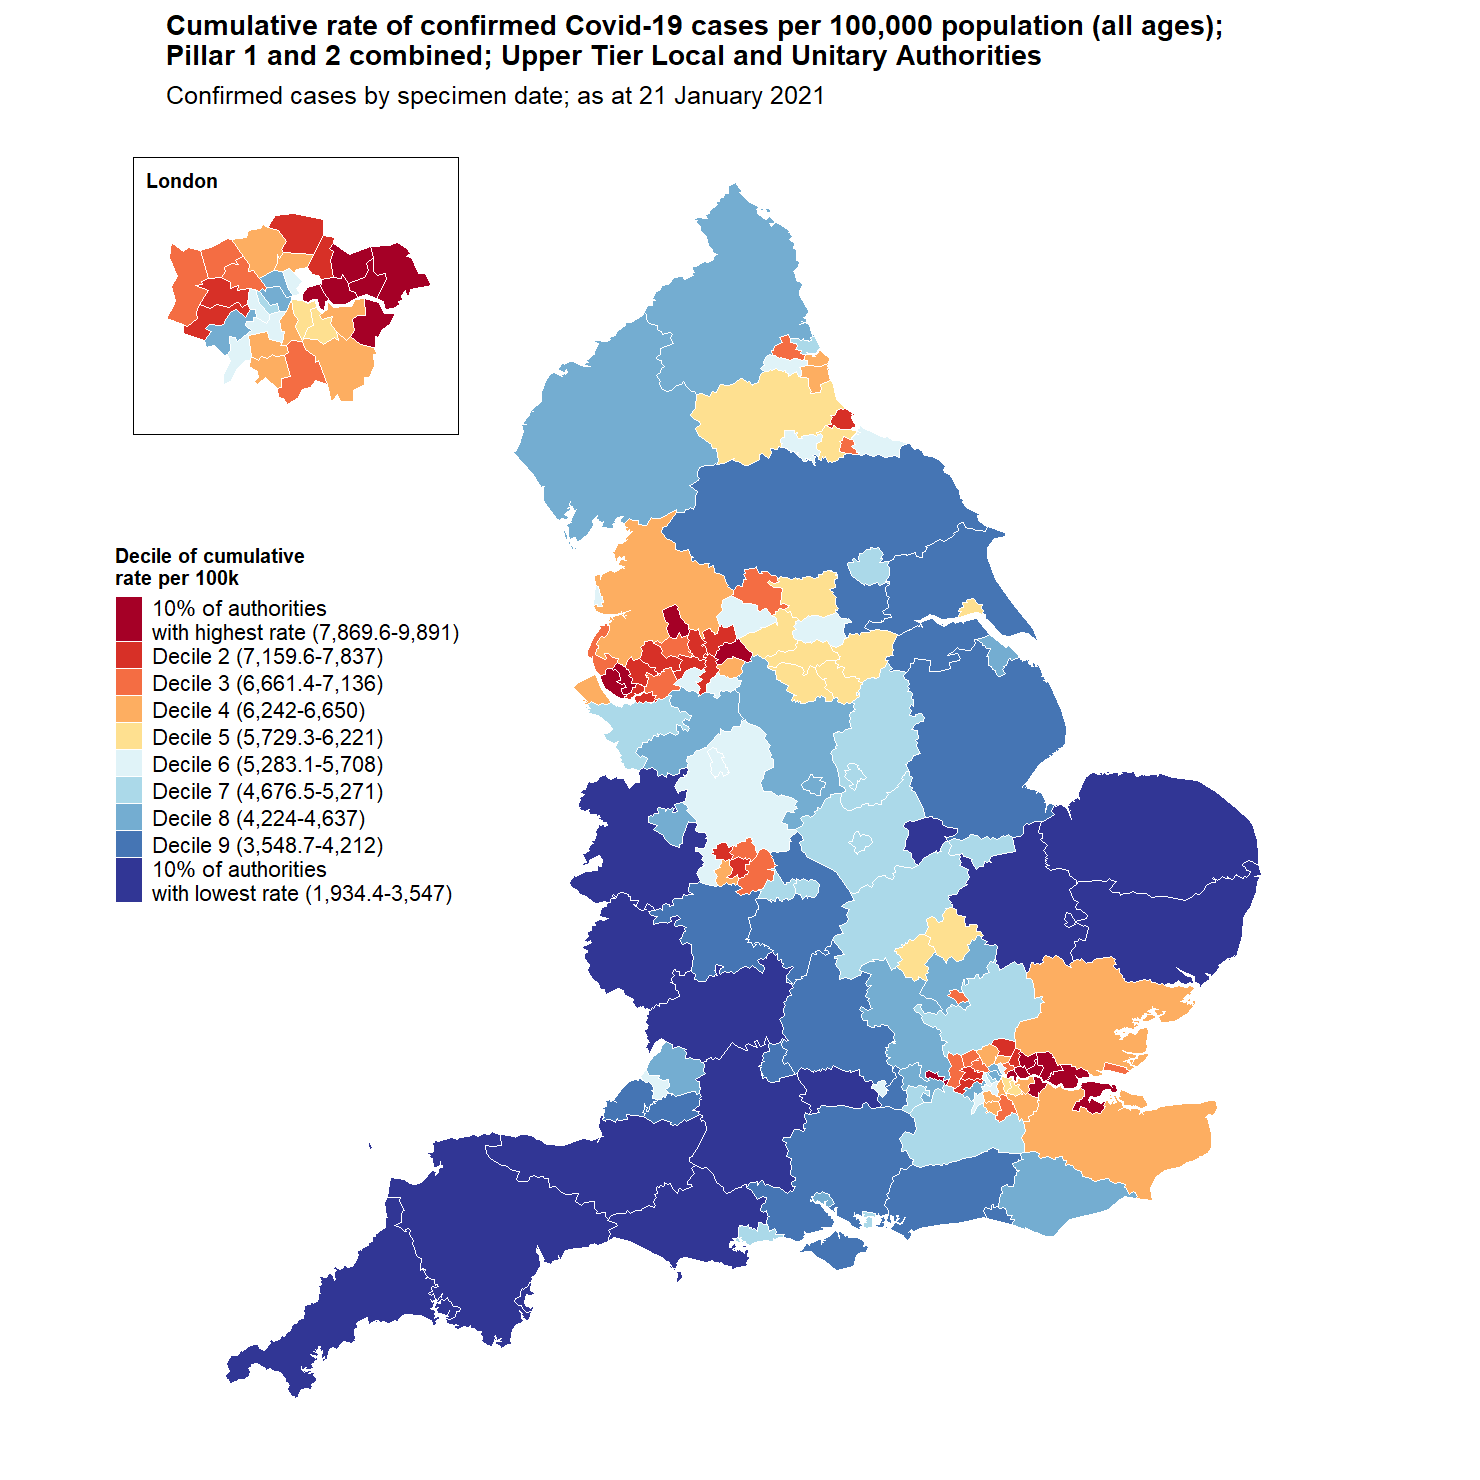 Cumulative rate of confirmed Covid-19 cases per 100,000 population (all ages);
Pillar 1 and 2 combined; Upper Tier Local and Unitary Authorities
Confirmed cases by specimen date; as at 21 January 2021
London
Decile of cumulative
rate per 100k
10% of authorities
with highest rate (7,869.6-9,891)
Decile 2 (7,159.6-7,837)
Decile 3 (6,661.4-7,136)
Decile 4 (6,242-6,650)
Decile 5 (5,729.3-6,221)
Decile 6 (5,283.1-5,708)
Decile 7 (4,676.5-5,271)
Decile 8 (4,224-4,637)
Decile 9 (3,548.7-4,212)
10% of authorities
with lowest rate (1,934.4-3,547)